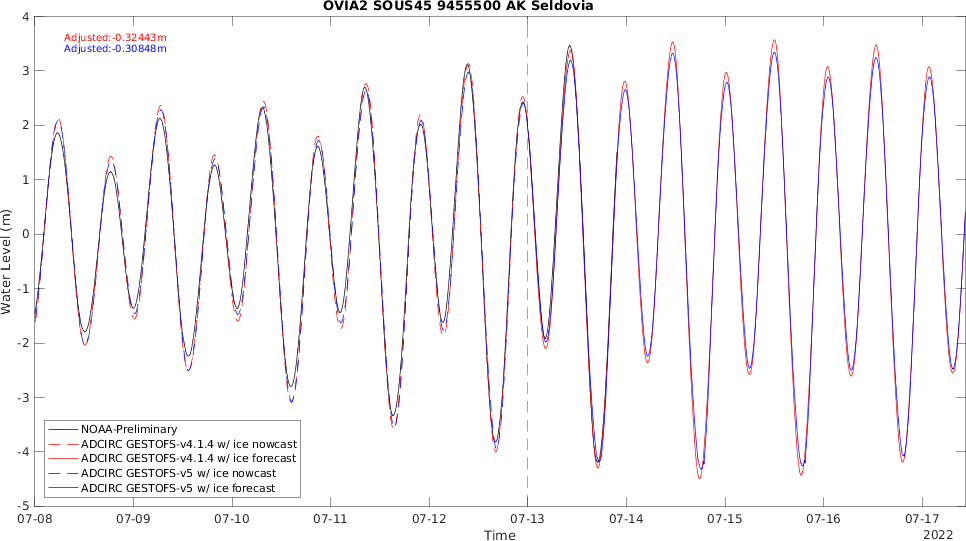 OVIA2 SOUS45 9455500 AK Seldovia
Adjusted:-0.32443m
Adjusted:-0.30848m
4
3
2
1
0
-1
-2
-3
-4
-5
Water Level (m)
NOAA-Preliminary
ADCIRC GESTOFS-v4.1.4 w/ ice nowcast
ADCIRC GESTOFS-v4.1.4 w/ ice forecast
ADCIRC GESTOFS-v5 w/ ice nowcast
ADCIRC GESTOFS-v5 w/ ice forecast
07-08 07-09 07-10 07-11 07-12 07-13 07-14 07-15 07-16 07-17
Time
2022